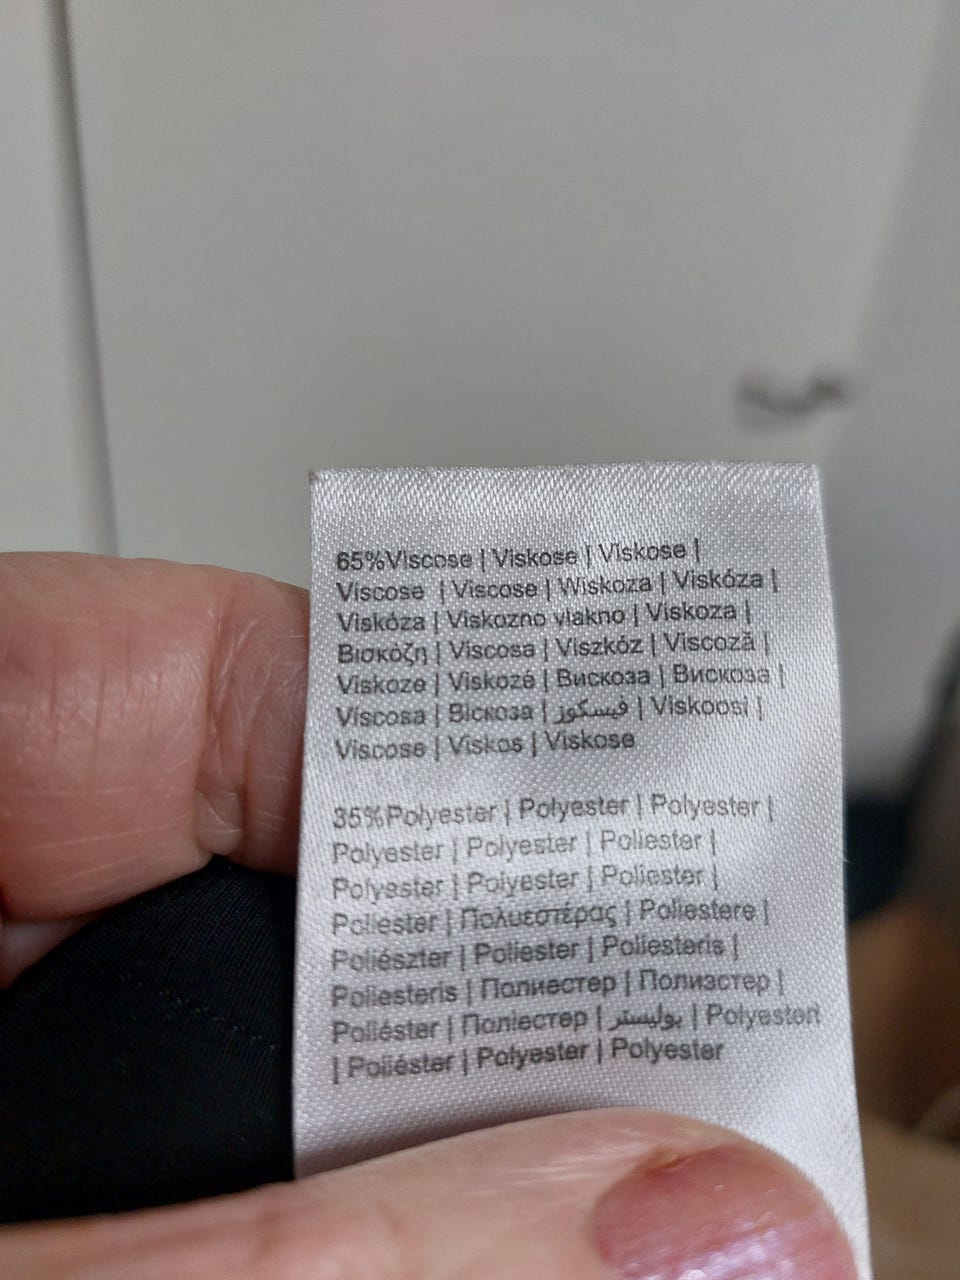 65%Viscose | Viskose | Viskose |
Viscose | Viscose | Wiskoza | Viskóza |
Viskóza | Viskozno vlakno | Viskoza |
Βισκόζη | Viscosa | Viszkóz | Viscoză |
Viskoze | Viskozė | Вискоза | Вискоза |
Viscosa | Віскоза | فيسكوز | Viskoosi |
Viscose | Viskos | Viskose
35%Polyester | Polyester | Polyester |
Polyester | Polyester | Poliester |
Polyester | Polyester | Poliester |
Poliester | Πολυεστέρας | Poliestere |
Poliészter | Poliester | Poliesteris |
Poliesteris | Полиестер | Полиэстер |
Poliéster | Поліестер | بوليستر | Polyesteri
| Poliéster | Polyester | Polyester